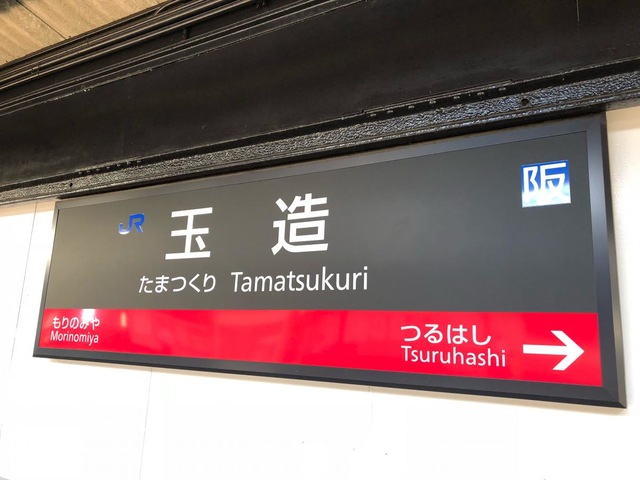 JR 玉造 阪
たまつくり Tamatsukuri
もりのみや つるはし
Morinomiya Tsuruhashi